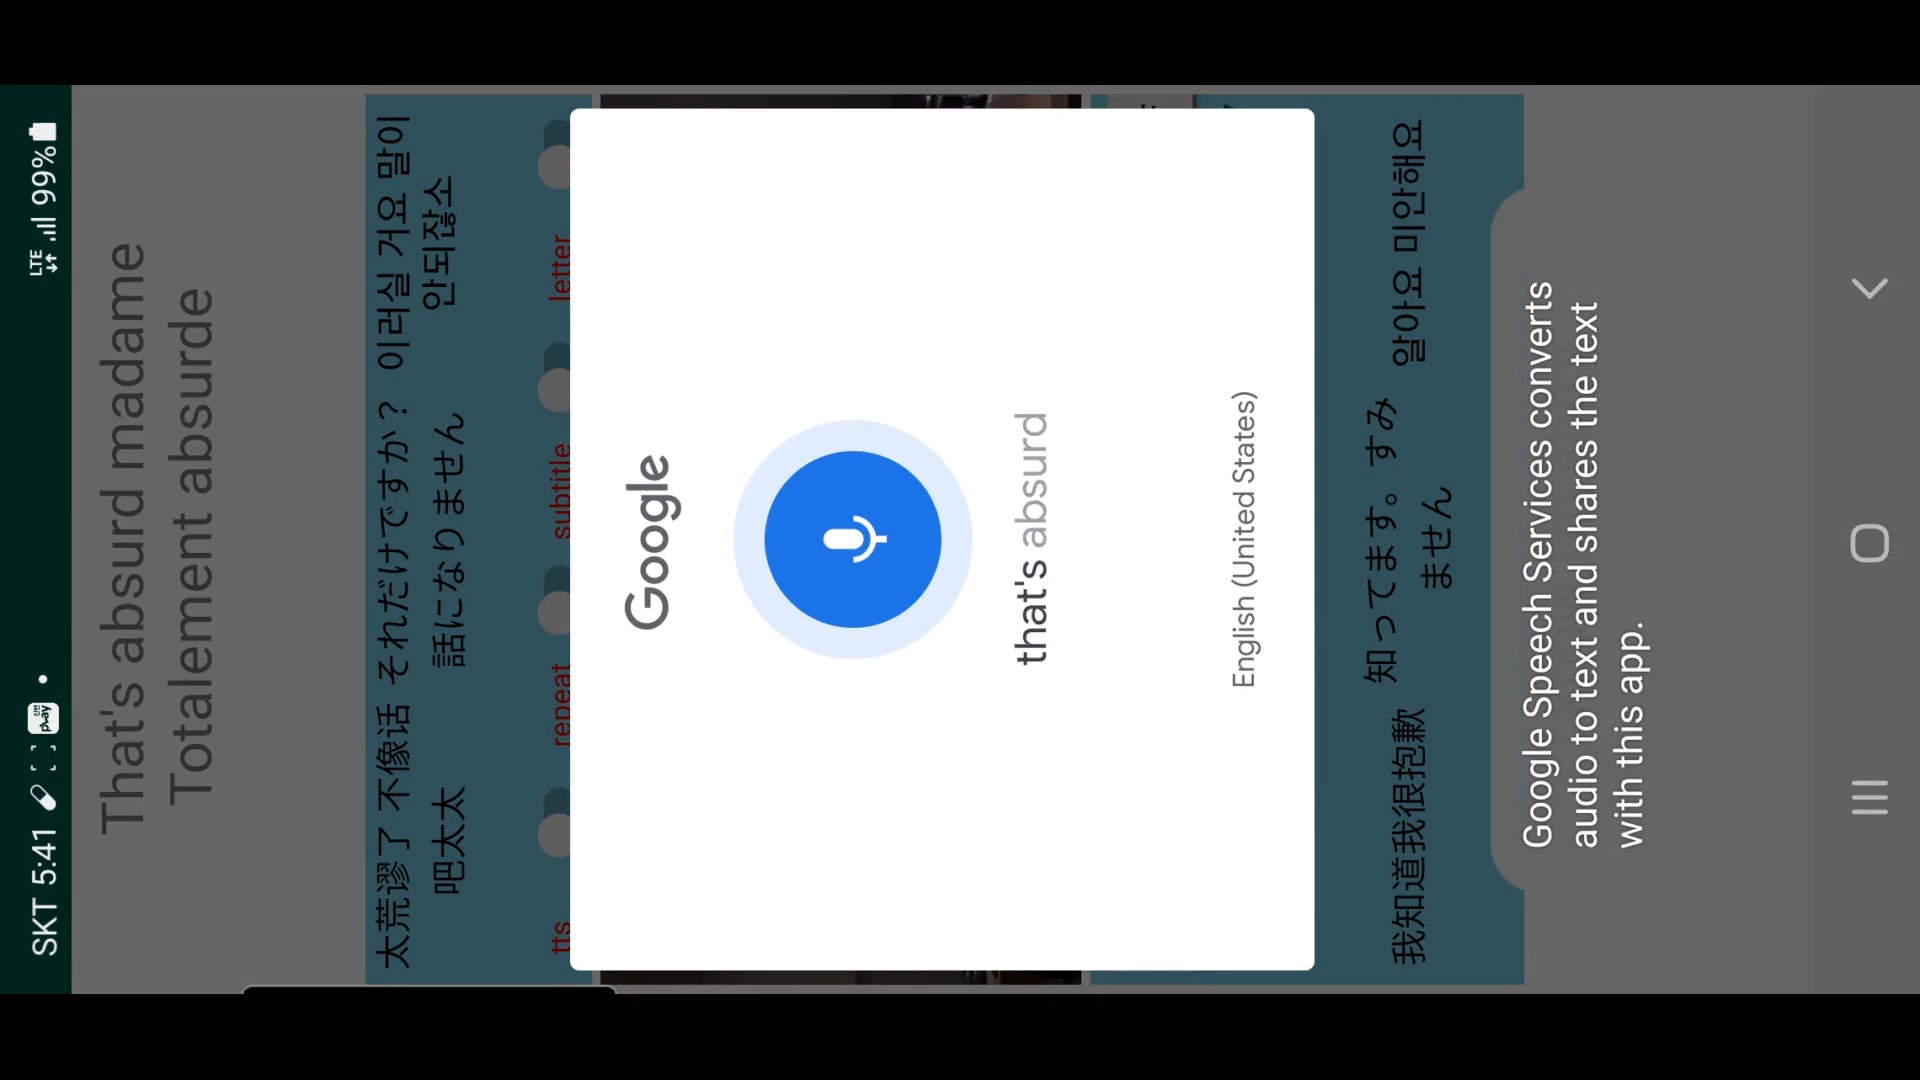 SKT 5:41
play
LTE
99%
That's absurd madame
Totalement absurde
太荒谬了 不像话
吧太太
それだけですか？
話になりません
이러실 거요 말이
안되잖소
tts
repeat
subtitle
letter
Google
that's absurd
English (United States)
我知道我很抱歉
知ってます。すみ
ません
알아요 미안해요
Google Speech Services converts
audio to text and shares the text
with this app.